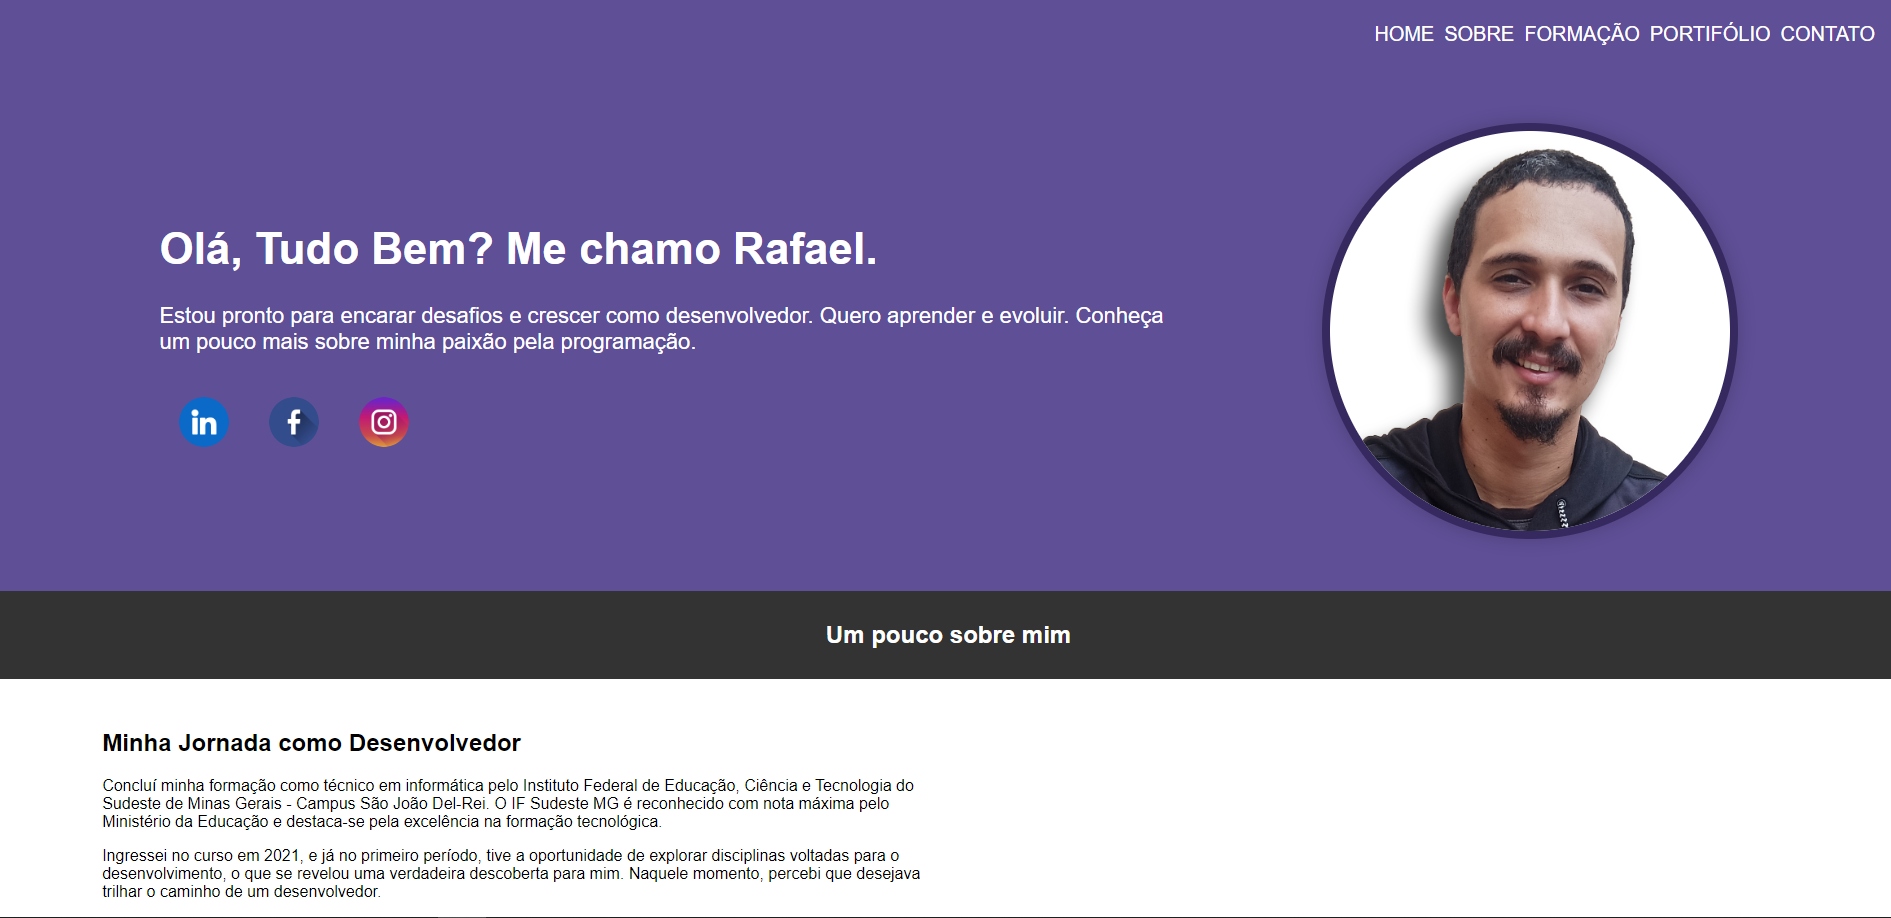 HOME SOBRE FORMAÇÃO PORTIFÓLIO CONTATO
Olá, Tudo Bem? Me chamo Rafael.
Estou pronto para encarar desafios e crescer como desenvolvedor. Quero aprender e evoluir. Conheça
um pouco mais sobre minha paixão pela programação.
in f
Um pouco sobre mim
Minha Jornada como Desenvolvedor
Concluí minha formação como técnico em informática pelo Instituto Federal de Educação, Ciência e Tecnologia do
Sudeste de Minas Gerais - Campus São João Del-Rei. O IF Sudeste MG é reconhecido com nota máxima pelo
Ministério da Educação e destaca-se pela excelência na formação tecnológica.
Ingressei no curso em 2021, e já no primeiro período, tive a oportunidade de explorar disciplinas voltadas para o
desenvolvimento, o que se revelou uma verdadeira descoberta para mim. Naquele momento, percebi que desejava
trilhar o caminho de um desenvolvedor.